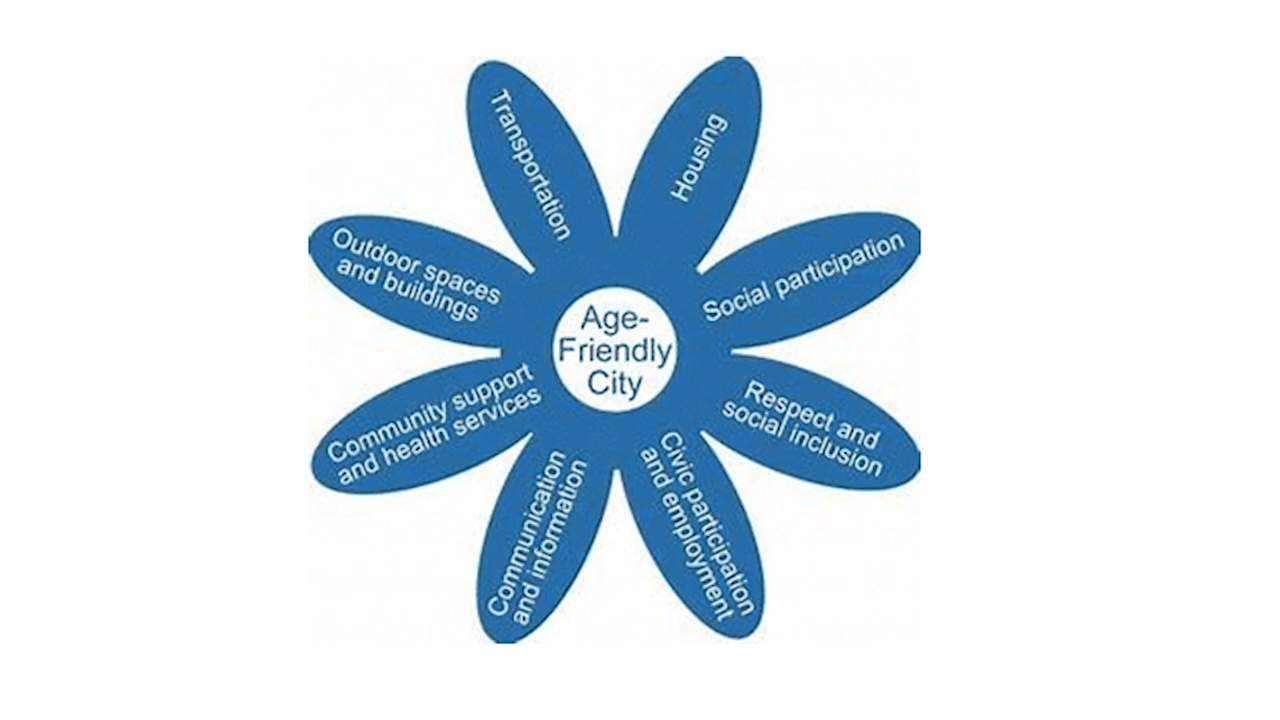 Transportation
Housing
Outdoor spaces
and buildings
Social participation
Age-
Friendly
City
Community support
and health services
Respect and
social inclusion
Communication
and information
Civic participation
and employment